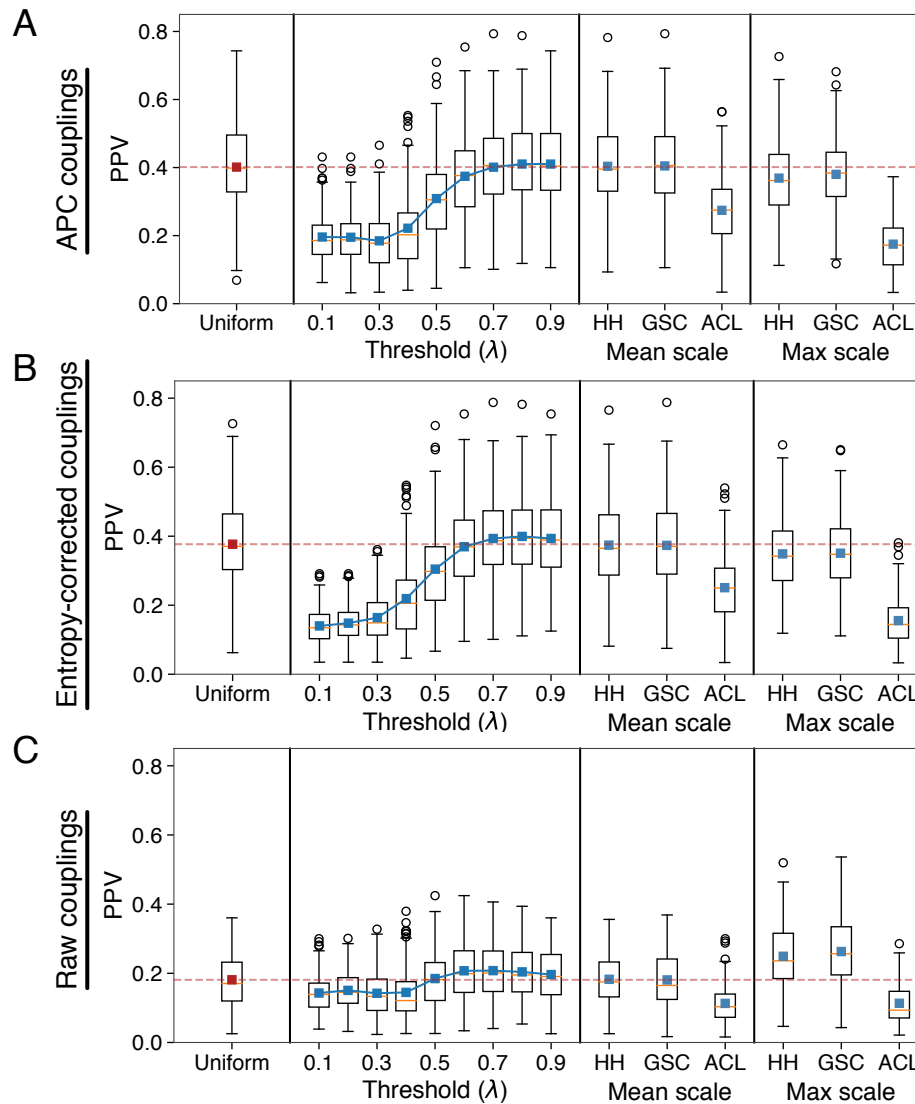 A
APC couplings
PPV
0.8
0.6
0.4
0.2
0.0
Uniform
0.1 0.3 0.5 0.7 0.9
Threshold (λ)
HH GSC ACL
Mean scale
HH GSC ACL
Max scale
B
Entropy-corrected couplings
PPV
0.8
0.6
0.4
0.2
0.0
Uniform
0.1 0.3 0.5 0.7 0.9
Threshold (λ)
HH GSC ACL
Mean scale
HH GSC ACL
Max scale
C
Raw couplings
PPV
0.8
0.6
0.4
0.2
0.0
Uniform
0.1 0.3 0.5 0.7 0.9
Threshold (λ)
HH GSC ACL
Mean scale
HH GSC ACL
Max scale